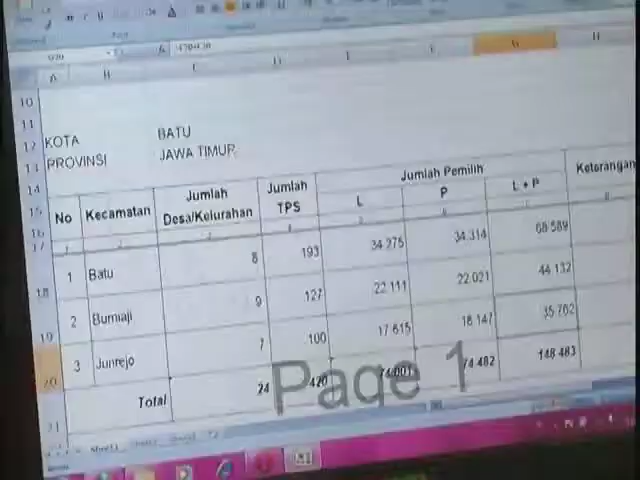 KOTA BATU
PROVINSI JAWA TIMUR
No Kecamatan Jumlah Desa/Kelurahan Jumlah TPS Jumlah Pemilih Keterangan
L P L + P
1 Batu 8 193 34 275 34 314 68 589
2 Bumiaji 9 127 22 111 22.021 44 132
3 Junrejo 7 100 17 615 18 147 35 762
Total 24 420 74 001 74 482 148 483
Page 1